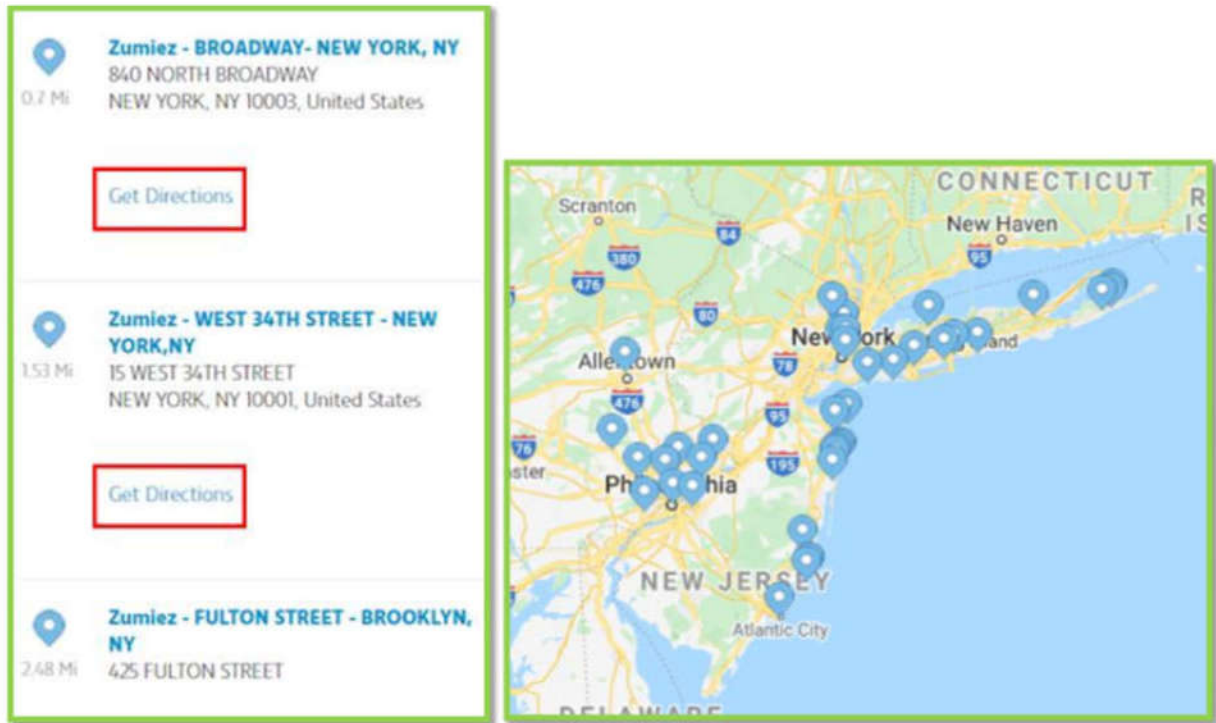 Zumiez - BROADWAY- NEW YORK, NY
840 NORTH BROADWAY
0.7 Mi
NEW YORK, NY 10003, United States
Get Directions
Zumiez - WEST 34TH STREET - NEW
YORK,NY
1.53 Mi
15 WEST 34TH STREET
NEW YORK, NY 10001, United States
Get Directions
Zumiez - FULTON STREET - BROOKLYN,
NY
2.48 Mi
425 FULTON STREET
CONNECTICUT
Scranton
New Haven
84
95
380
476
80
New York
Allentown
78
476
95
76
195
Philadelphia
NEW JERSEY
Atlantic City
DELAWARE